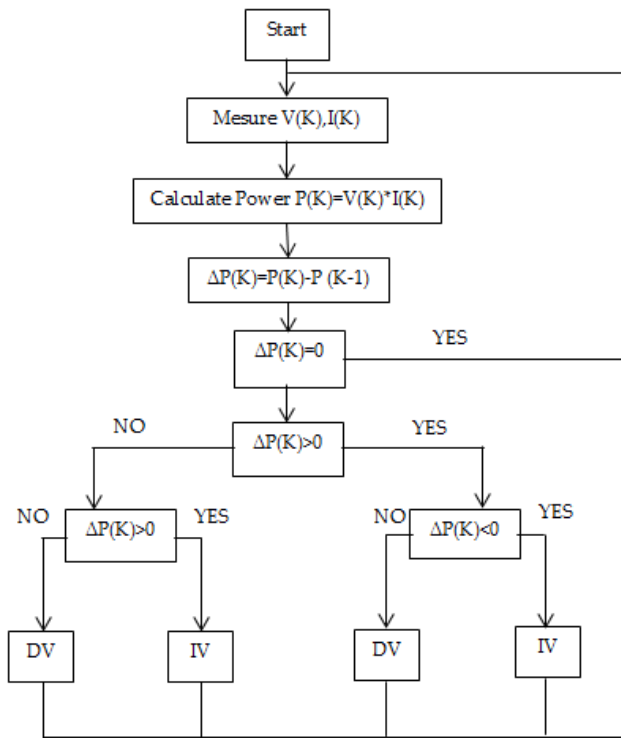 Start
Mesure V(K),I(K)
Calculate Power P(K)=V(K)*I(K)
ΔP(K)=P(K)-P (K-1)
ΔP(K)=0
YES
ΔP(K)>0
NO
YES
ΔP(K)>0
NO
YES
ΔP(K)<0
NO
YES
DV
IV
DV
IV